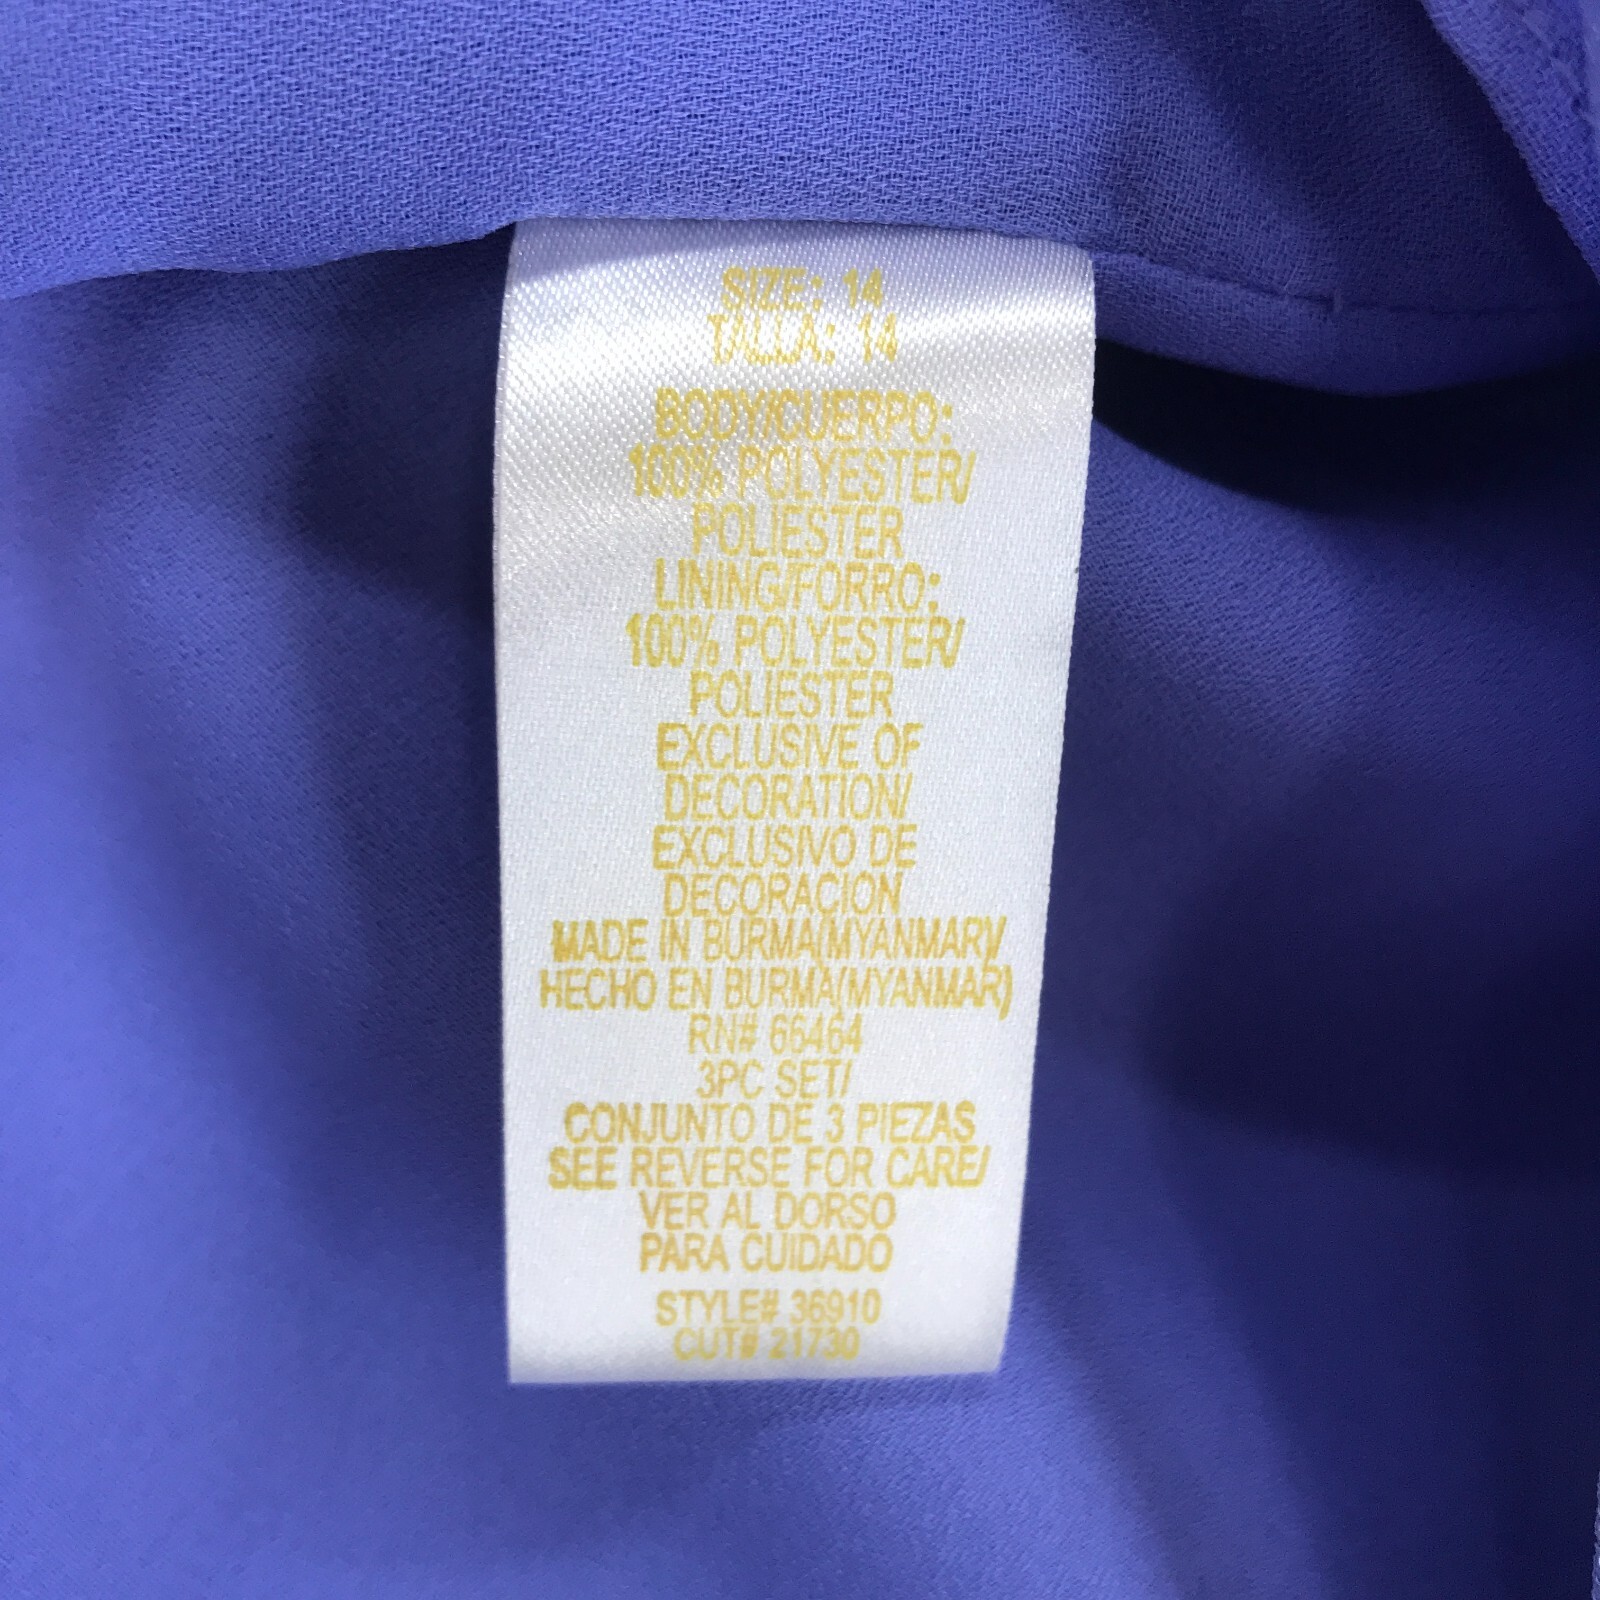 SIZE: 14
TALLA: 14
BODY/CUERPO:
100% POLYESTER/
POLIESTER
LINING/FORRO:
100% POLYESTER/
POLIESTER
EXCLUSIVE OF
DECORATION/
EXCLUSIVO DE
DECORACION
MADE IN BURMA(MYANMAR)/
HECHO EN BURMA(MYANMAR)
RN# 66464
3PC SET/
CONJUNTO DE 3 PIEZAS
SEE REVERSE FOR CARE/
VER AL DORSO
PARA CUIDADO
STYLE# 36910
CUT# 21730